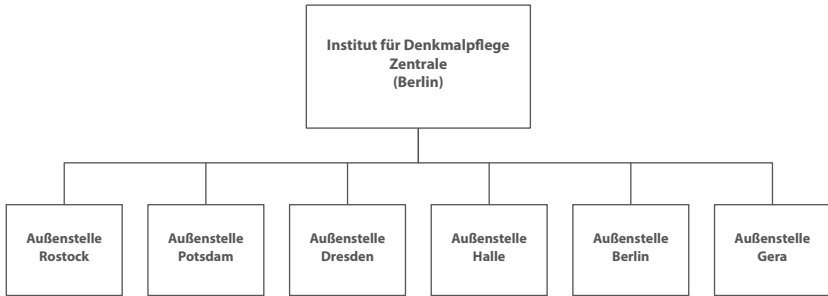 Institut für Denkmalpflege
Zentrale
(Berlin)
Außenstelle
Rostock
Außenstelle
Potsdam
Außenstelle
Dresden
Außenstelle
Halle
Außenstelle
Berlin
Außenstelle
Gera